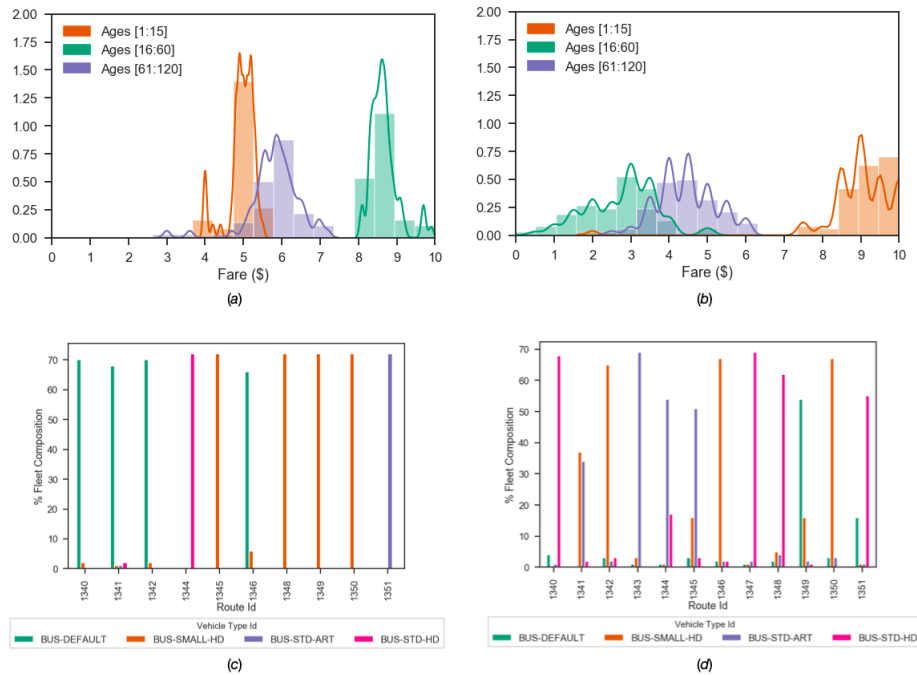 2.00
1.75
1.50
1.25
1.00
0.75
0.50
0.25
0.00
Ages [1:15]
Ages [16:60]
Ages [61:120]
0 1 2 3 4 5 6 7 8 9 10
Fare ($)
(a)
2.00
1.75
1.50
1.25
1.00
0.75
0.50
0.25
0.00
Ages [1:15]
Ages [16:60]
Ages [61:120]
0 1 2 3 4 5 6 7 8 9 10
Fare ($)
(b)
% Fleet Composition
70
60
50
40
30
20
10
0
1340 1341 1342 1344 1345 1346 1348 1349 1350 1351
Route Id
Vehicle Type Id
BUS-DEFAULT BUS-SMALL-HD BUS-STD-ART BUS-STD-HD
(c)
% Fleet Composition
70
60
50
40
30
20
10
0
1340 1341 1342 1343 1344 1345 1346 1347 1348 1349 1350 1351
Route Id
Vehicle Type Id
BUS-DEFAULT BUS-SMALL-HD BUS-STD-ART BUS-STD-HD
(d)